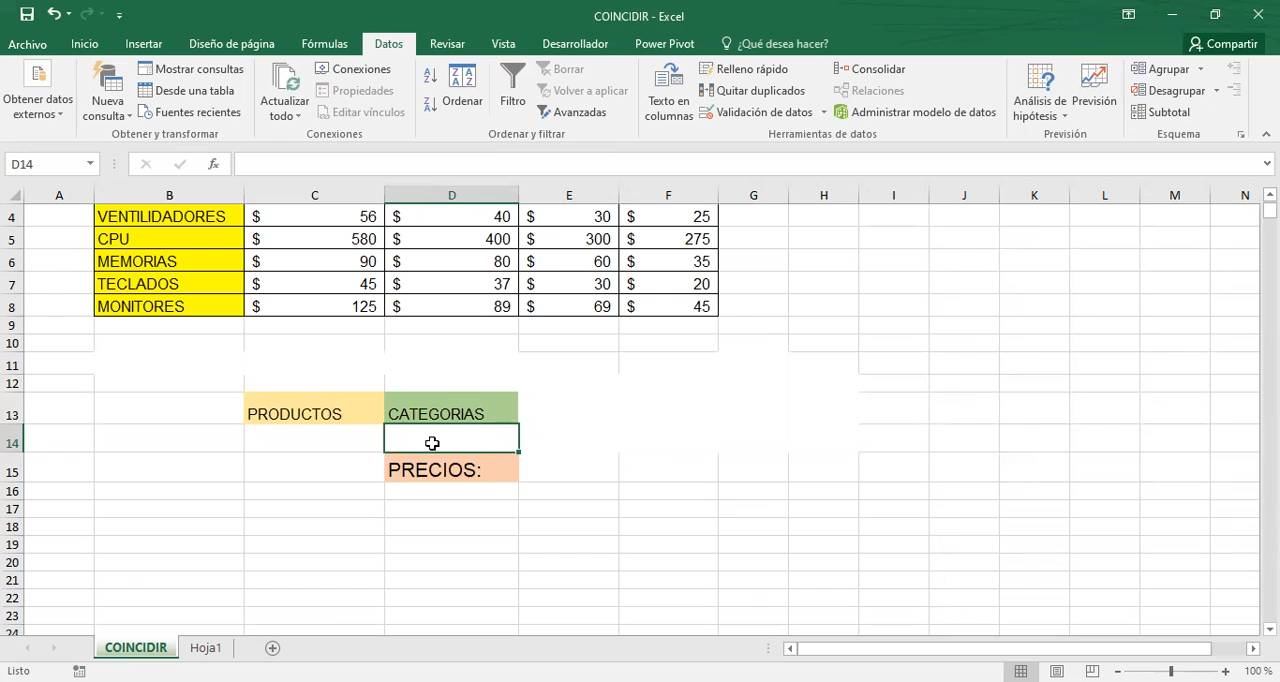 COINCIDIR - Excel
Archivo Inicio Insertar Diseño de página Fórmulas Datos Revisar Vista Desarrollador Power Pivot ¿Qué desea hacer? Compartir
Obtener datos externos
Nueva consulta
Mostrar consultas
Desde una tabla
Fuentes recientes
Obtener y transformar
Actualizar todo
Conexiones
Propiedades
Editar vínculos
Conexiones
Ordenar
Filtro
Borrar
Volver a aplicar
Avanzadas
Ordenar y filtrar
Texto en columnas
Relleno rápido
Quitar duplicados
Validación de datos
Consolidar
Relaciones
Administrar modelo de datos
Herramientas de datos
Análisis de hipótesis
Previsión
Previsión
Agrupar
Desagrupar
Subtotal
Esquema
D14 fx
A B C D E F G H I J K L M N
4 VENTILIDADORES $ 56 $ 40 $ 30 $ 25
5 CPU $ 580 $ 400 $ 300 $ 275
6 MEMORIAS $ 90 $ 80 $ 60 $ 35
7 TECLADOS $ 45 $ 37 $ 30 $ 20
8 MONITORES $ 125 $ 89 $ 69 $ 45
9
10
11
12
13 PRODUCTOS CATEGORIAS
14
15 PRECIOS:
16
17
18
19
20
21
22
23
24
COINCIDIR Hoja1
Listo 100 %